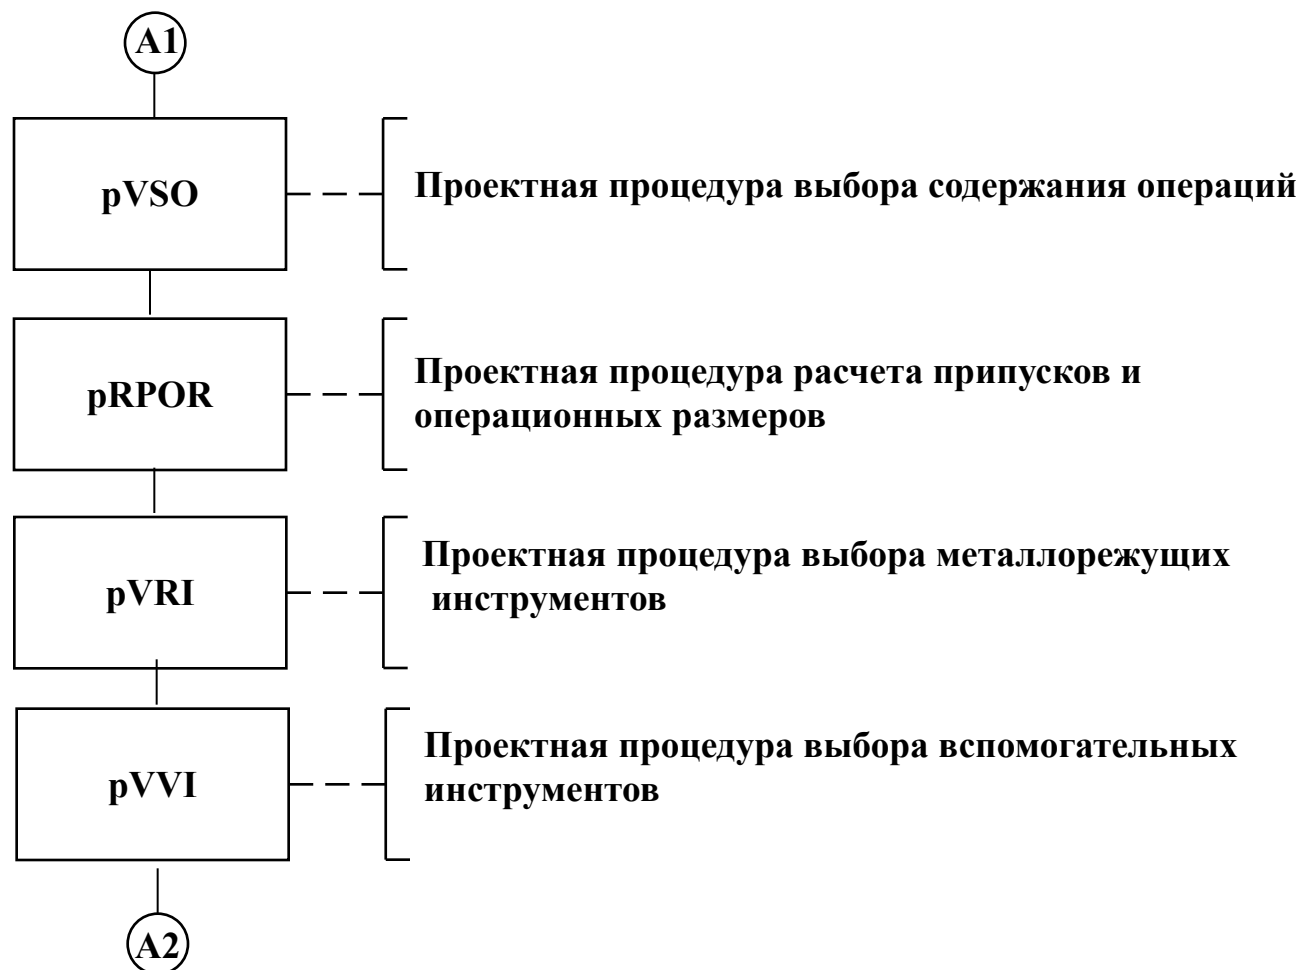 A1
pVSO
Проектная процедура выбора содержания операций
pRPOR
Проектная процедура расчета припусков и
операционных размеров
pVRI
Проектная процедура выбора металлорежущих
инструментов
pVVI
Проектная процедура выбора вспомогательных
инструментов
A2